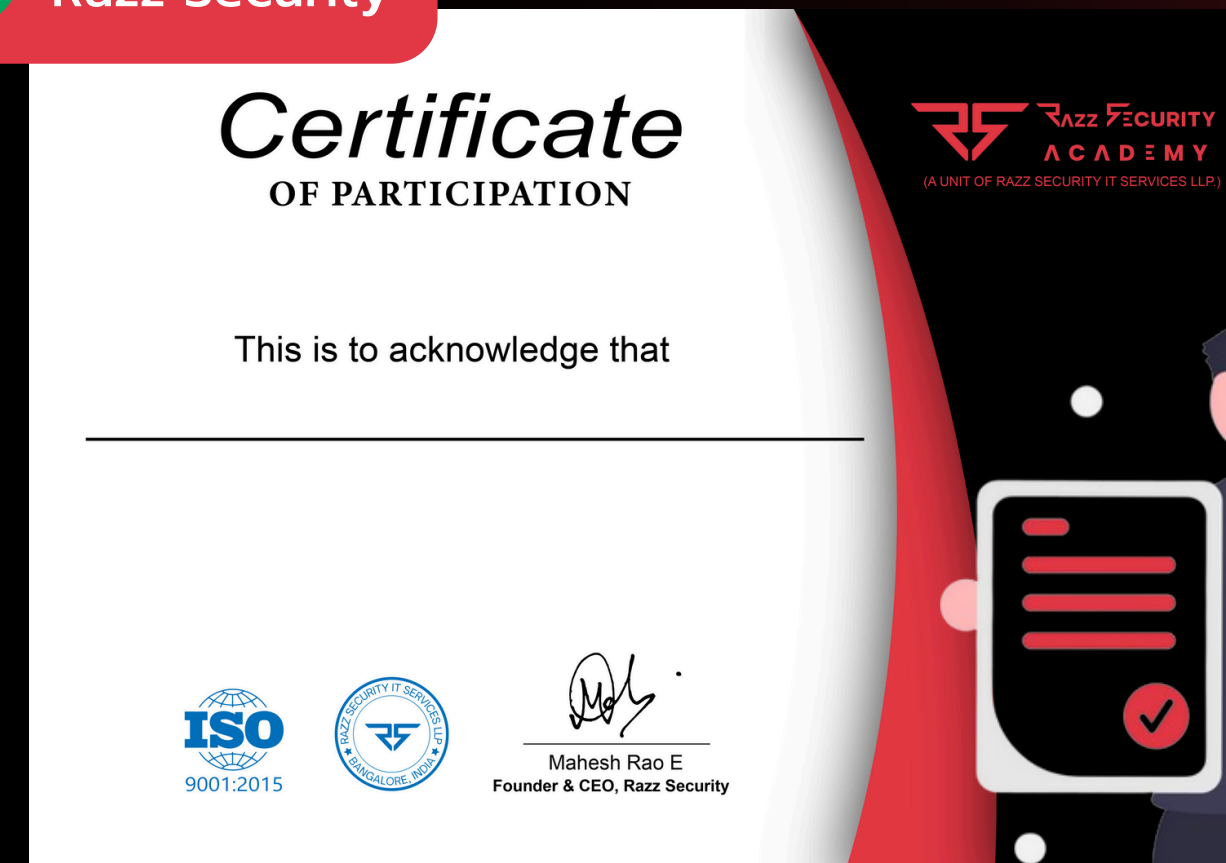 Razz Security
Certificate
OF PARTICIPATION
RAZZ SECURITY
ACADEMY
(A UNIT OF RAZZ SECURITY IT SERVICES LLP.)
This is to acknowledge that
ISO
9001:2015
RAZZ SECURITY IT SERVICES LLP
BANGALORE, INDIA
Mahesh Rao E
Founder & CEO, Razz Security